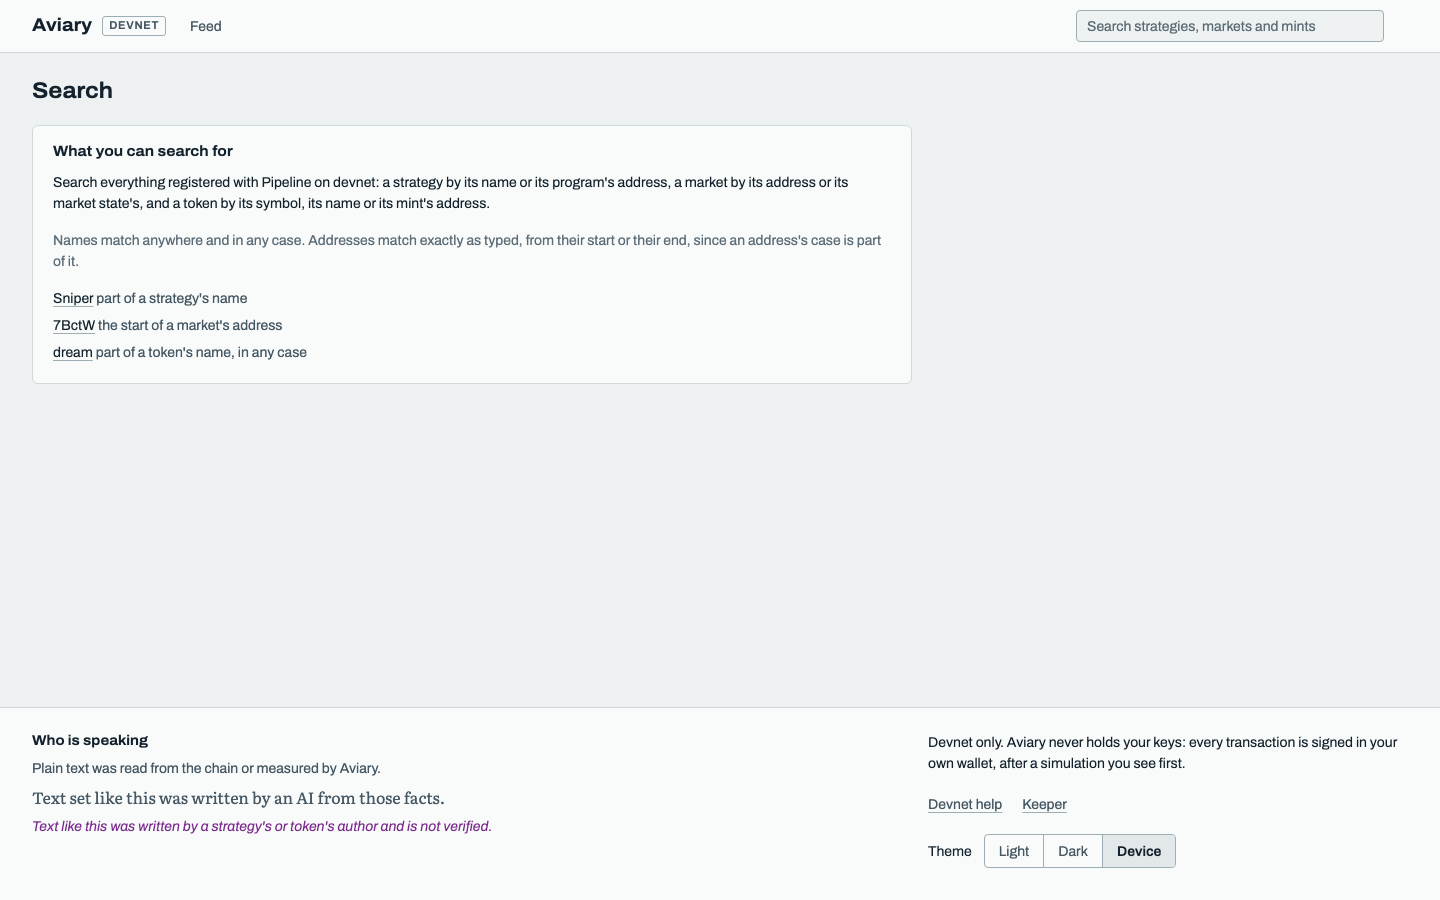 Aviary DEVNET Feed Search strategies, markets and mints
Search
What you can search for
Search everything registered with Pipeline on devnet: a strategy by its name or its program's address, a market by its address or its
market state's, and a token by its symbol, its name or its mint's address.
Names match anywhere and in any case. Addresses match exactly as typed, from their start or their end, since an address's case is part
of it.
Sniper part of a strategy's name
7BctW the start of a market's address
dream part of a token's name, in any case
Who is speaking
Plain text was read from the chain or measured by Aviary.
Text set like this was written by an AI from those facts.
Text like this was written by a strategy's or token's author and is not verified.
Devnet only. Aviary never holds your keys: every transaction is signed in your
own wallet, after a simulation you see first.
Devnet help Keeper
Theme Light Dark Device